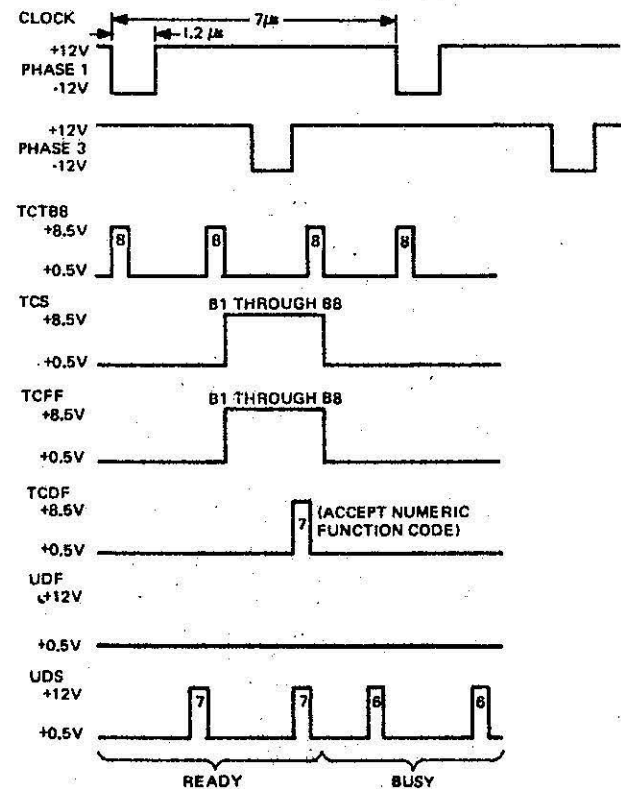 CLOCK
7μs
1.2 μs
+12V
PHASE 1
-12V
+12V
PHASE 3
-12V
TCT88
+8.5V
8 8 8 8
+0.5V
TCS
B1 THROUGH B8
+8.5V
+0.5V
TCFF
B1 THROUGH B8
+8.5V
+0.5V
TCDF
+8.5V
7
(ACCEPT NUMERIC
FUNCTION CODE)
+0.5V
UDF
+12V
+0.5V
UDS
+12V
7 7 6 6
+0.5V
READY BUSY